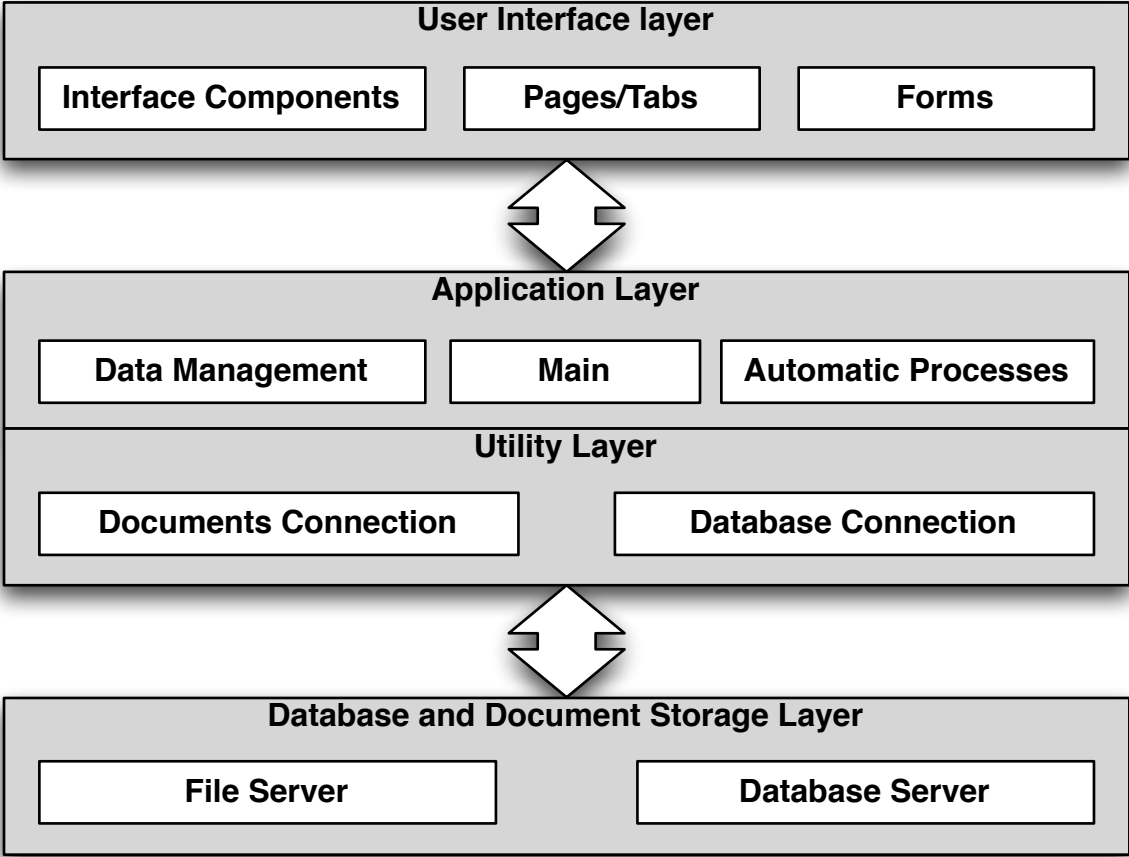 User Interface layer
Interface Components
Pages/Tabs
Forms
Application Layer
Data Management
Main
Automatic Processes
Utility Layer
Documents Connection
Database Connection
Database and Document Storage Layer
File Server
Database Server